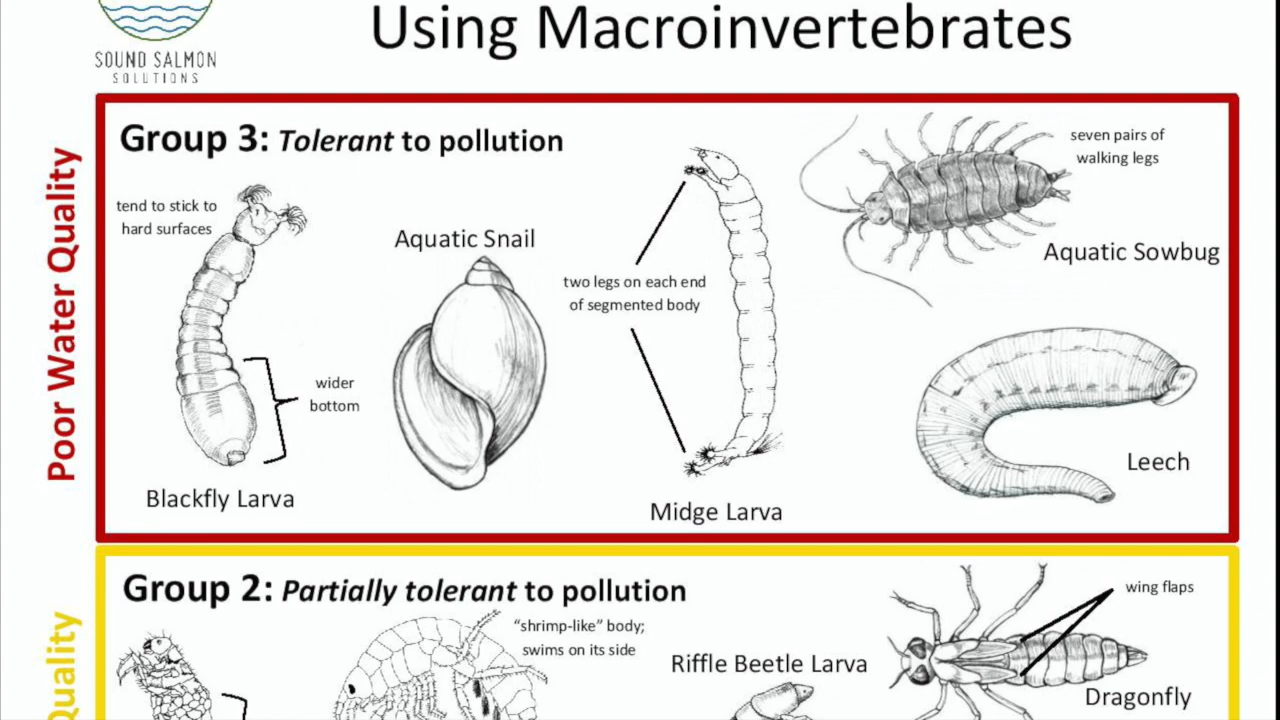 Using Macroinvertebrates
SOUND SALMON
SOLUTIONS
Poor Water Quality
Group 3: Tolerant to pollution
tend to stick to
hard surfaces
wider
bottom
Blackfly Larva
Aquatic Snail
two legs on each end
of segmented body
Midge Larva
seven pairs of
walking legs
Aquatic Sowbug
Leech
Quality
Group 2: Partially tolerant to pollution
“shrimp-like” body;
swims on its side
Riffle Beetle Larva
wing flaps
Dragonfly